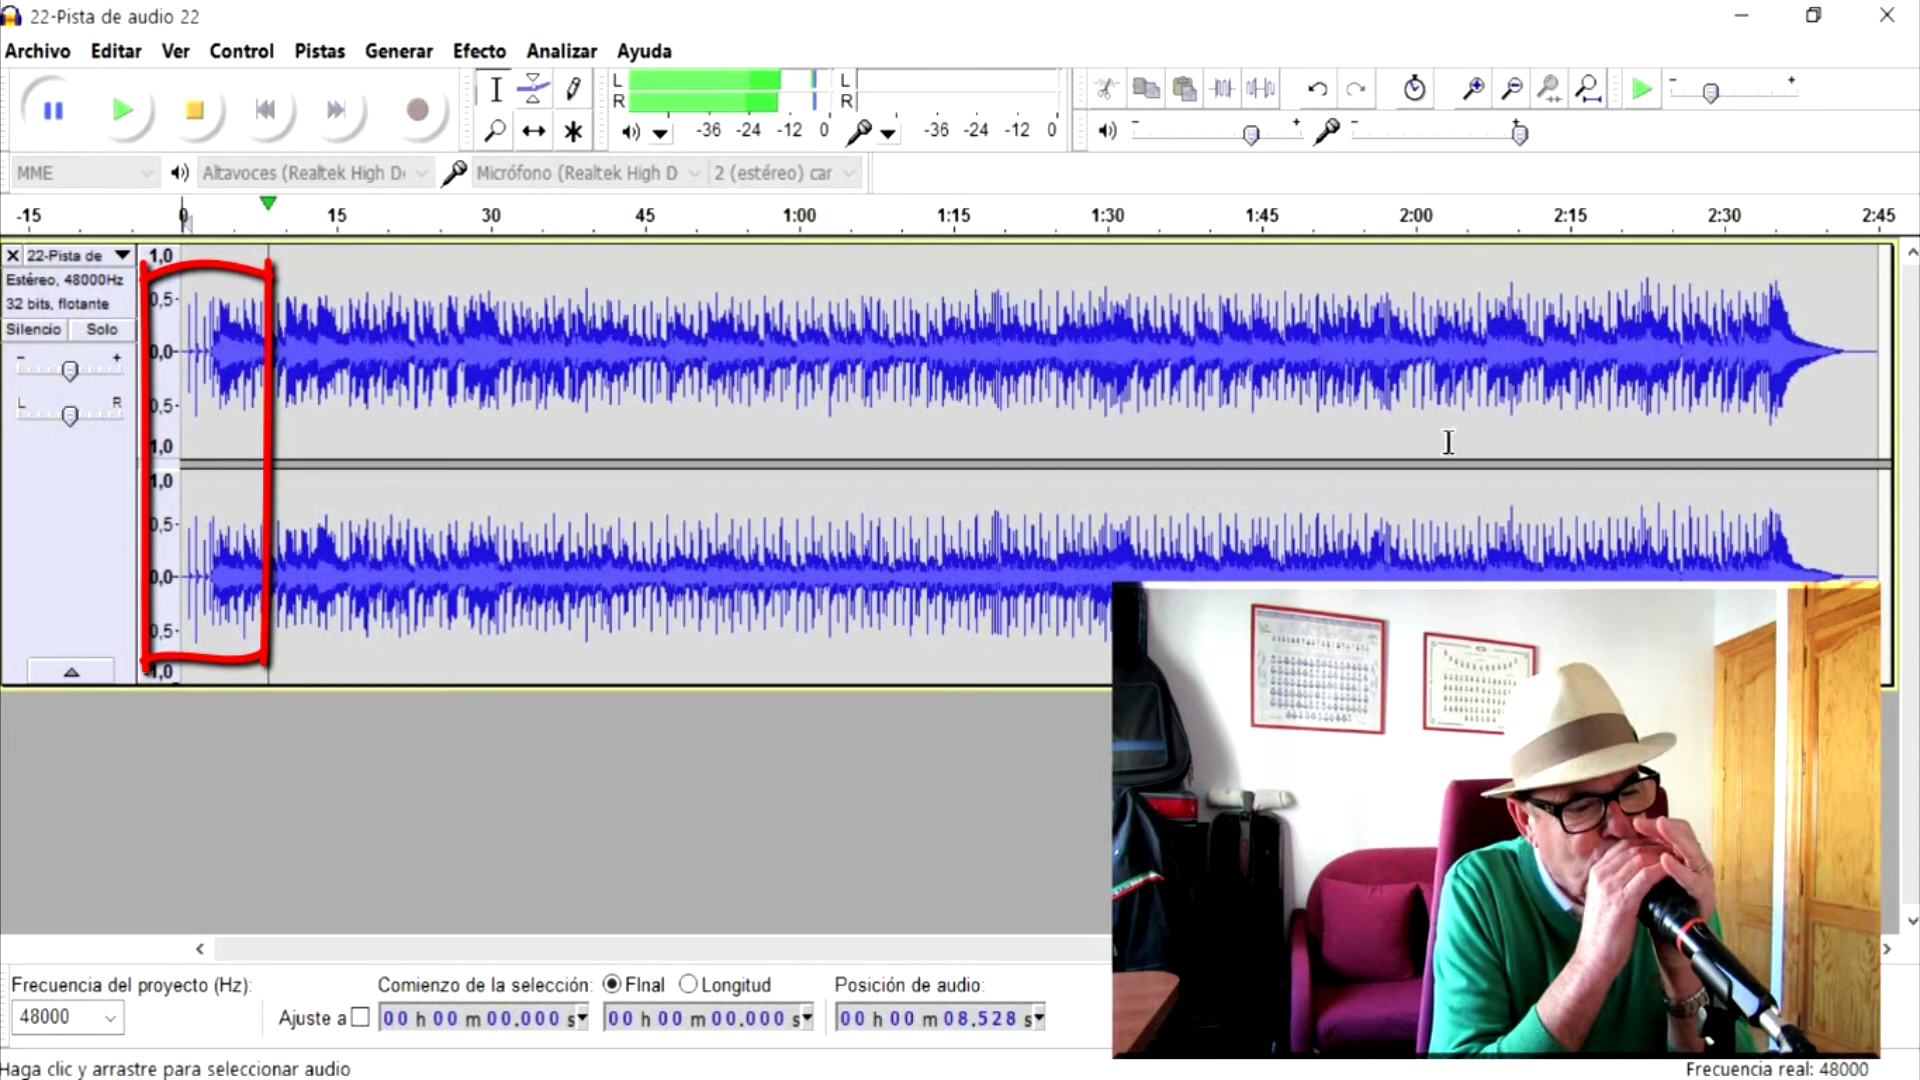 22-Pista de audio 22
Archivo Editar Ver Control Pistas Generar Efecto Analizar Ayuda
L
R
-36 -24 -12 0
L
R
-36 -24 -12 0
- +
- + - +
MME
Altavoces (Realtek High D
Micrófono (Realtek High D
2 (estéreo) car
-15 0 15 30 45 1:00 1:15 1:30 1:45 2:00 2:15 2:30 2:45
X 22-Pista de
Estéreo, 48000Hz
32 bits, flotante
Silencio Solo
- +
L R
1,0
0,5
0,0
0,5
1,0
1,0
0,5
0,0
0,5
1,0
Frecuencia del proyecto (Hz):
48000
Ajuste a
Comienzo de la selección:
FInal Longitud
00 h 00 m 00.000 s
00 h 00 m 00.000 s
Posición de audio:
00 h 00 m 08.528 s
Haga clic y arrastre para seleccionar audio
Frecuencia real: 48000